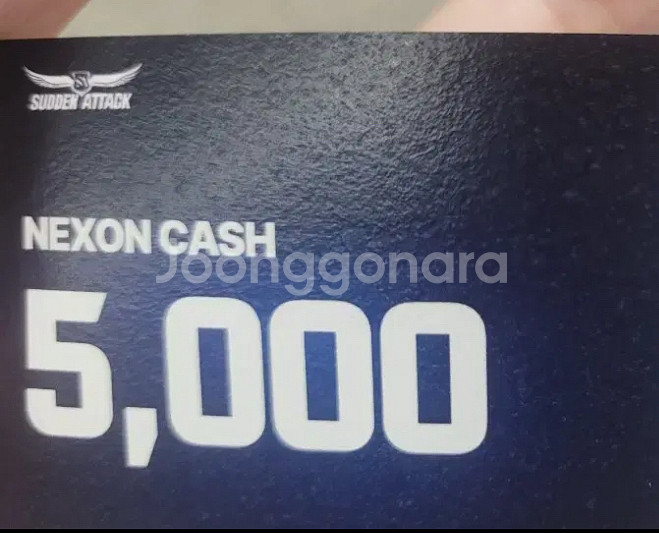 SUDDEN ATTACK
NEXON CASH
Joonggonara
5,000